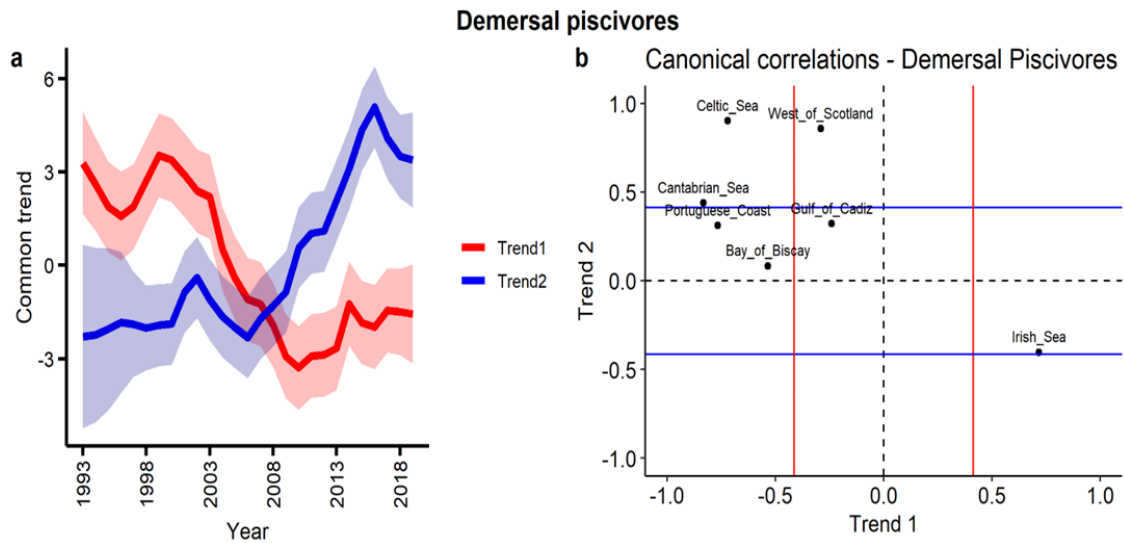 Demersal piscivores
a
6
3
0
-3
Common trend
1993
1998
2003
2008
2013
2018
Year
Trend1
Trend2
b
Canonical correlations - Demersal Piscivores
1.0
0.5
0.0
-0.5
-1.0
Trend 2
Celtic_Sea
West_of_Scotland
Cantabrian_Sea
Portuguese_Coast
Gulf_of_Cadiz
Bay_of_Biscay
Irish_Sea
-1.0
-0.5
0.0
0.5
1.0
Trend 1